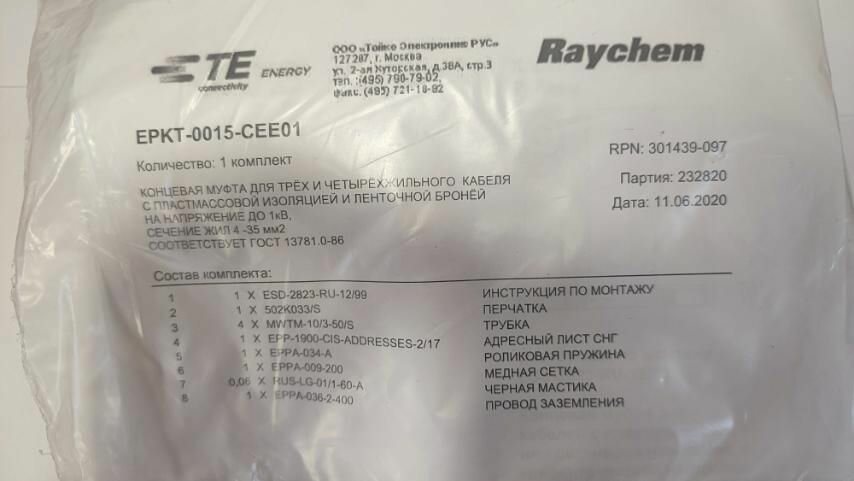 TE
connectivity
ENERGY
ООО «Тайко Электроникс РУС»
127287, г. Москва
ул. 2-ая Хуторская, д.38А, стр.3
тел. :(495) 790-79-02,
факс. (495) 721-18-92
Raychem
EPKT-0015-CEE01
Количество: 1 комплект
RPN: 301439-097
Партия: 232820
Дата: 11.06.2020
КОНЦЕВАЯ МУФТА ДЛЯ ТРЁХ И ЧЕТЫРЁХЖИЛЬНОГО КАБЕЛЯ
С ПЛАСТМАССОВОЙ ИЗОЛЯЦИЕЙ И ЛЕНТОЧНОЙ БРОНЁЙ
НА НАПРЯЖЕНИЕ ДО 1кВ,
СЕЧЕНИЕ ЖИЛ 4 -35 мм2
СООТВЕТСТВУЕТ ГОСТ 13781.0-86
Состав комплекта:
1 1 X ESD-2823-RU-12/99 ИНСТРУКЦИЯ ПО МОНТАЖУ
2 1 X 502K033/S ПЕРЧАТКА
3 4 X MWTM-10/3-50/S ТРУБКА
4 1 X EPP-1900-CIS-ADDRESSES-2/17 АДРЕСНЫЙ ЛИСТ СНГ
5 1 X EPPA-034-A РОЛИКОВАЯ ПРУЖИНА
6 1 X EPPA-009-200 МЕДНАЯ СЕТКА
7 0,06 X RUS-LG-01/1-60-A ЧЕРНАЯ МАСТИКА
8 1 X EPPA-036-2-400 ПРОВОД ЗАЗЕМЛЕНИЯ